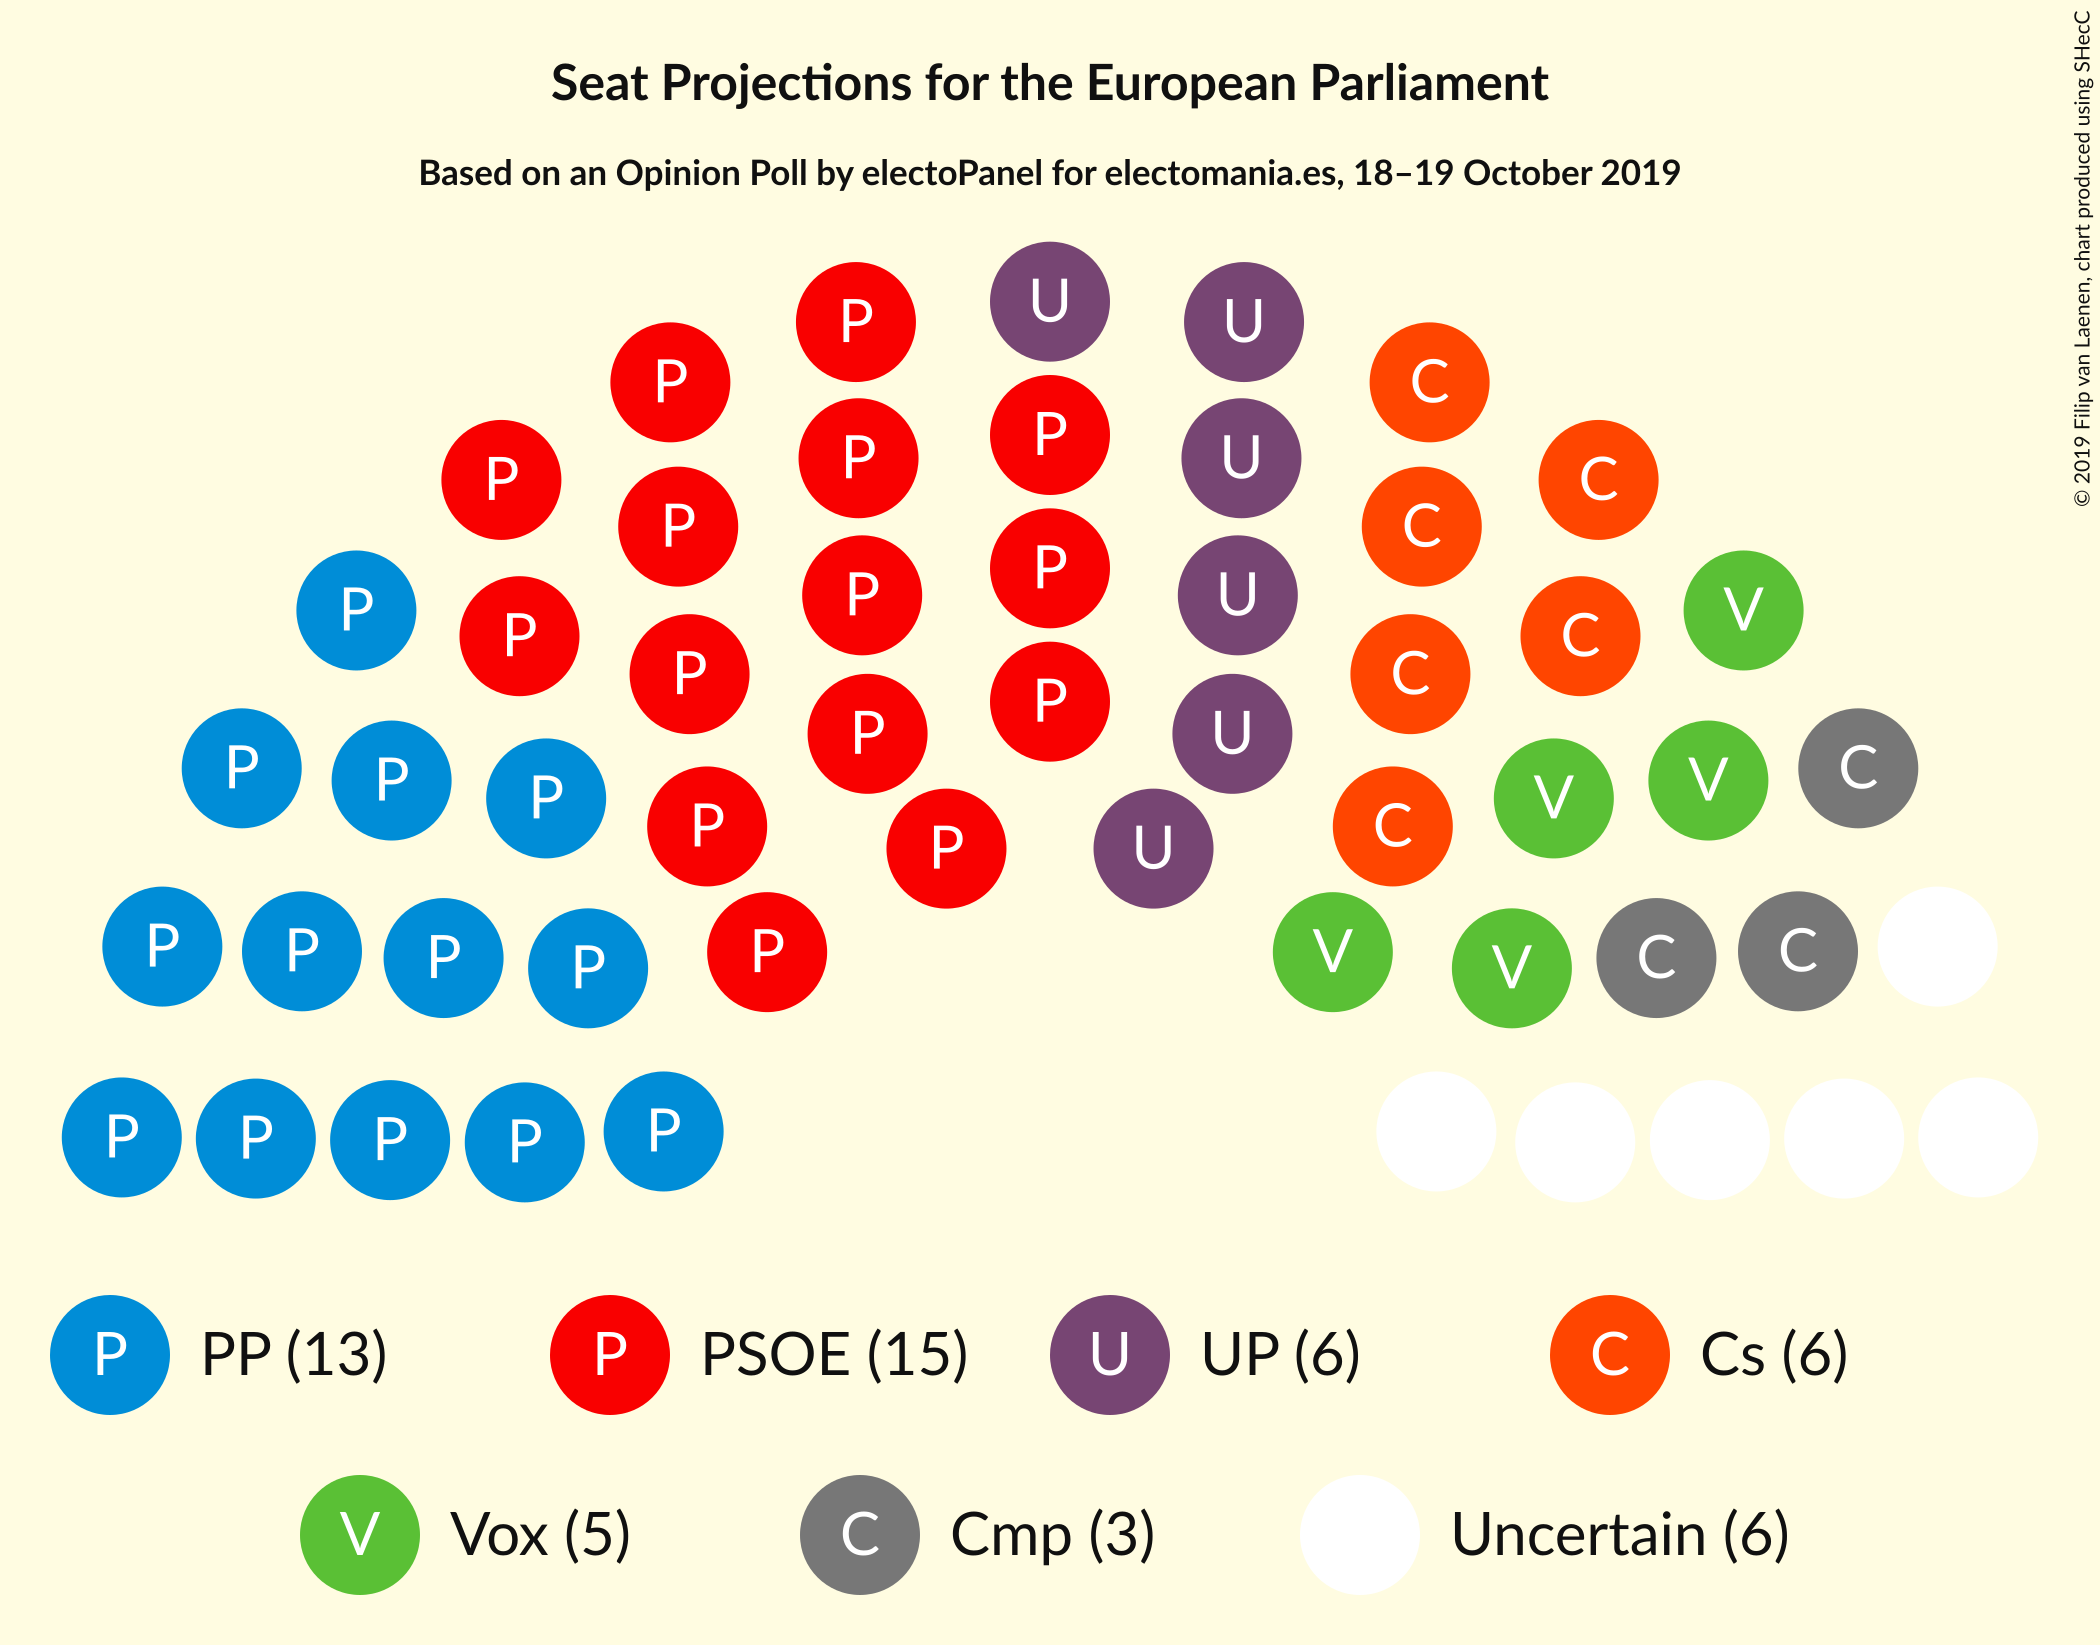 Seat Projections for the European Parliament
Based on an Opinion Poll by electoPanel for electomania.es, 18–19 October 2019
© 2019 Filip van Laenen, chart produced using SHecC
U
P U
P C
P P U C
P P U C
P P U V
P P C
P P U V
P P P P U C V V C
P P U
P P P P P V V C C
P P P P P
P PP (13) P PSOE (15) U UP (6) C Cs (6)
V Vox (5) C Cmp (3) Uncertain (6)